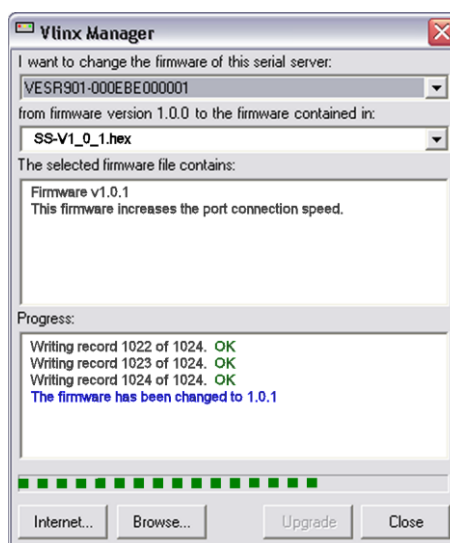 Vlinx Manager
I want to change the firmware of this serial server:
VESR901-000EBE000001
from firmware version 1.0.0 to the firmware contained in:
SS-V1_0_1.hex
The selected firmware file contains:
Firmware v1.0.1
This firmware increases the port connection speed.
Progress:
Writing record 1022 of 1024. OK
Writing record 1023 of 1024. OK
Writing record 1024 of 1024. OK
The firmware has been changed to 1.0.1
Internet... Browse... Upgrade Close